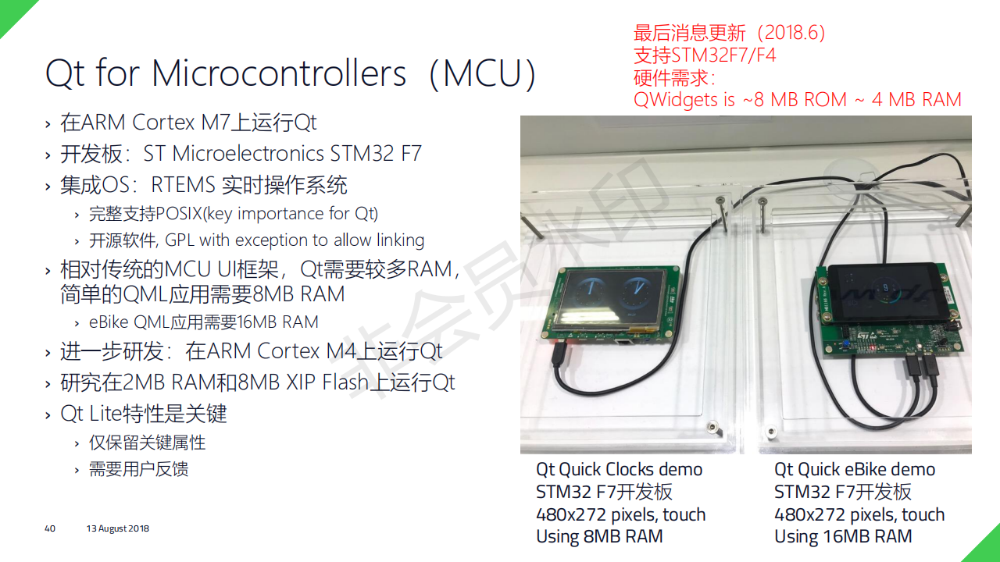 最后消息更新（2018.6）
支持STM32F7/F4
硬件需求：
QWidgets is ~8 MB ROM ~ 4 MB RAM
Qt for Microcontrollers（MCU）
› 在ARM Cortex M7上运行Qt
› 开发板：ST Microelectronics STM32 F7
› 集成OS：RTEMS 实时操作系统
› 完整支持POSIX(key importance for Qt)
› 开源软件, GPL with exception to allow linking
› 相对传统的MCU UI框架，Qt需要较多RAM，
简单的QML应用需要8MB RAM
› eBike QML应用需要16MB RAM
› 进一步研发：在ARM Cortex M4上运行Qt
› 研究在2MB RAM和8MB XIP Flash上运行Qt
› Qt Lite特性是关键
› 仅保留关键属性
› 需要用户反馈
非会员水印
Qt Quick Clocks demo
STM32 F7开发板
480x272 pixels, touch
Using 8MB RAM
Qt Quick eBike demo
STM32 F7开发板
480x272 pixels, touch
Using 16MB RAM
40
13 August 2018